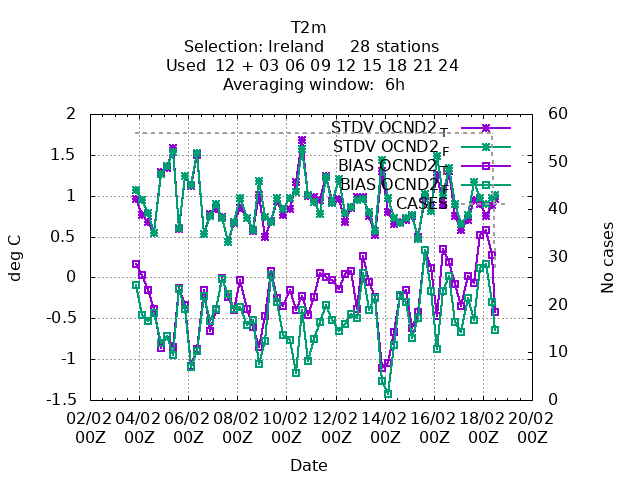 T2m
Selection: Ireland 28 stations
Used 12 + 03 06 09 12 15 18 21 24
Averaging window: 6h
2
1.5
1
0.5
0
-0.5
-1
-1.5
deg C
60
50
40
30
20
10
0
No cases
STDV OCND2_T
STDV OCND2_F
BIAS OCND2_T
BIAS OCND2_F
CASES
02/02 04/02 06/02 08/02 10/02 12/02 14/02 16/02 18/02 20/02
00Z 00Z 00Z 00Z 00Z 00Z 00Z 00Z 00Z 00Z
Date